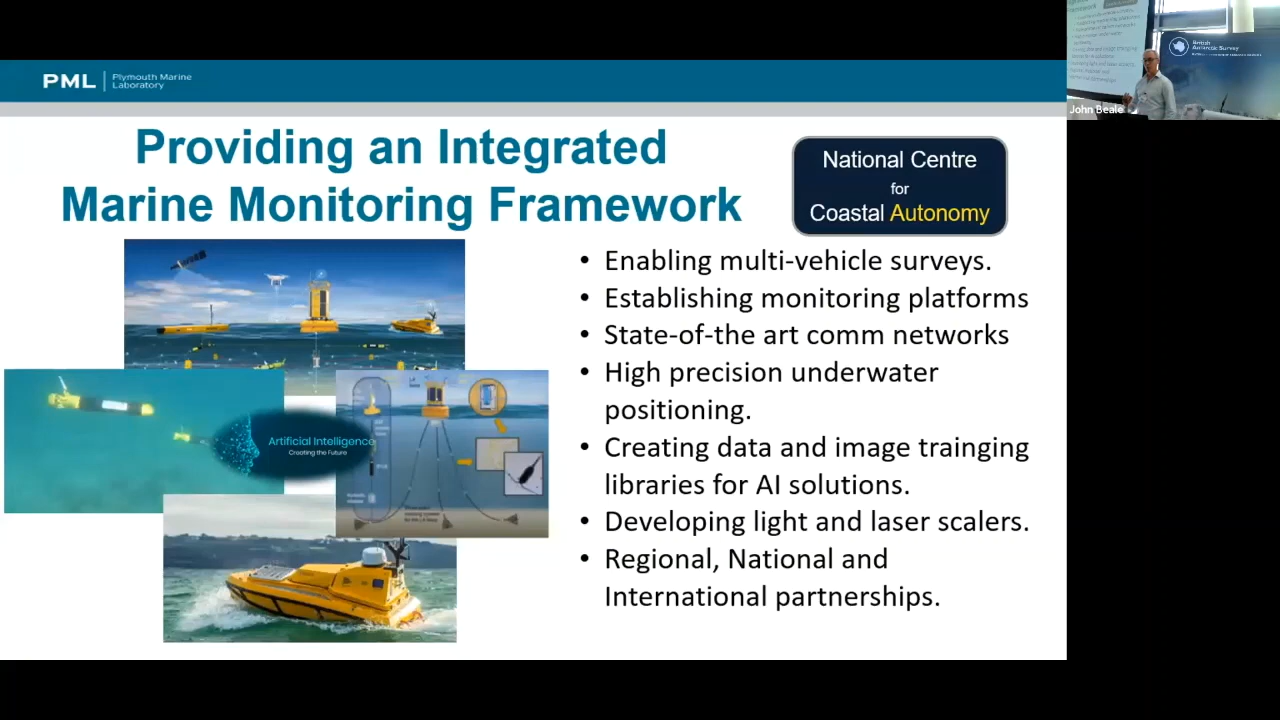 PML
Plymouth Marine
Laboratory
Providing an Integrated
Marine Monitoring Framework
National Centre
for
Coastal Autonomy
• Enabling multi-vehicle surveys.
• Establishing monitoring platforms
• State-of-the art comm networks
• High precision underwater
positioning.
• Creating data and image trainging
libraries for AI solutions.
• Developing light and laser scalers.
• Regional, National and
International partnerships.
Artificial Intelligence
Creating the Future
British
Antarctic Survey
John Beale